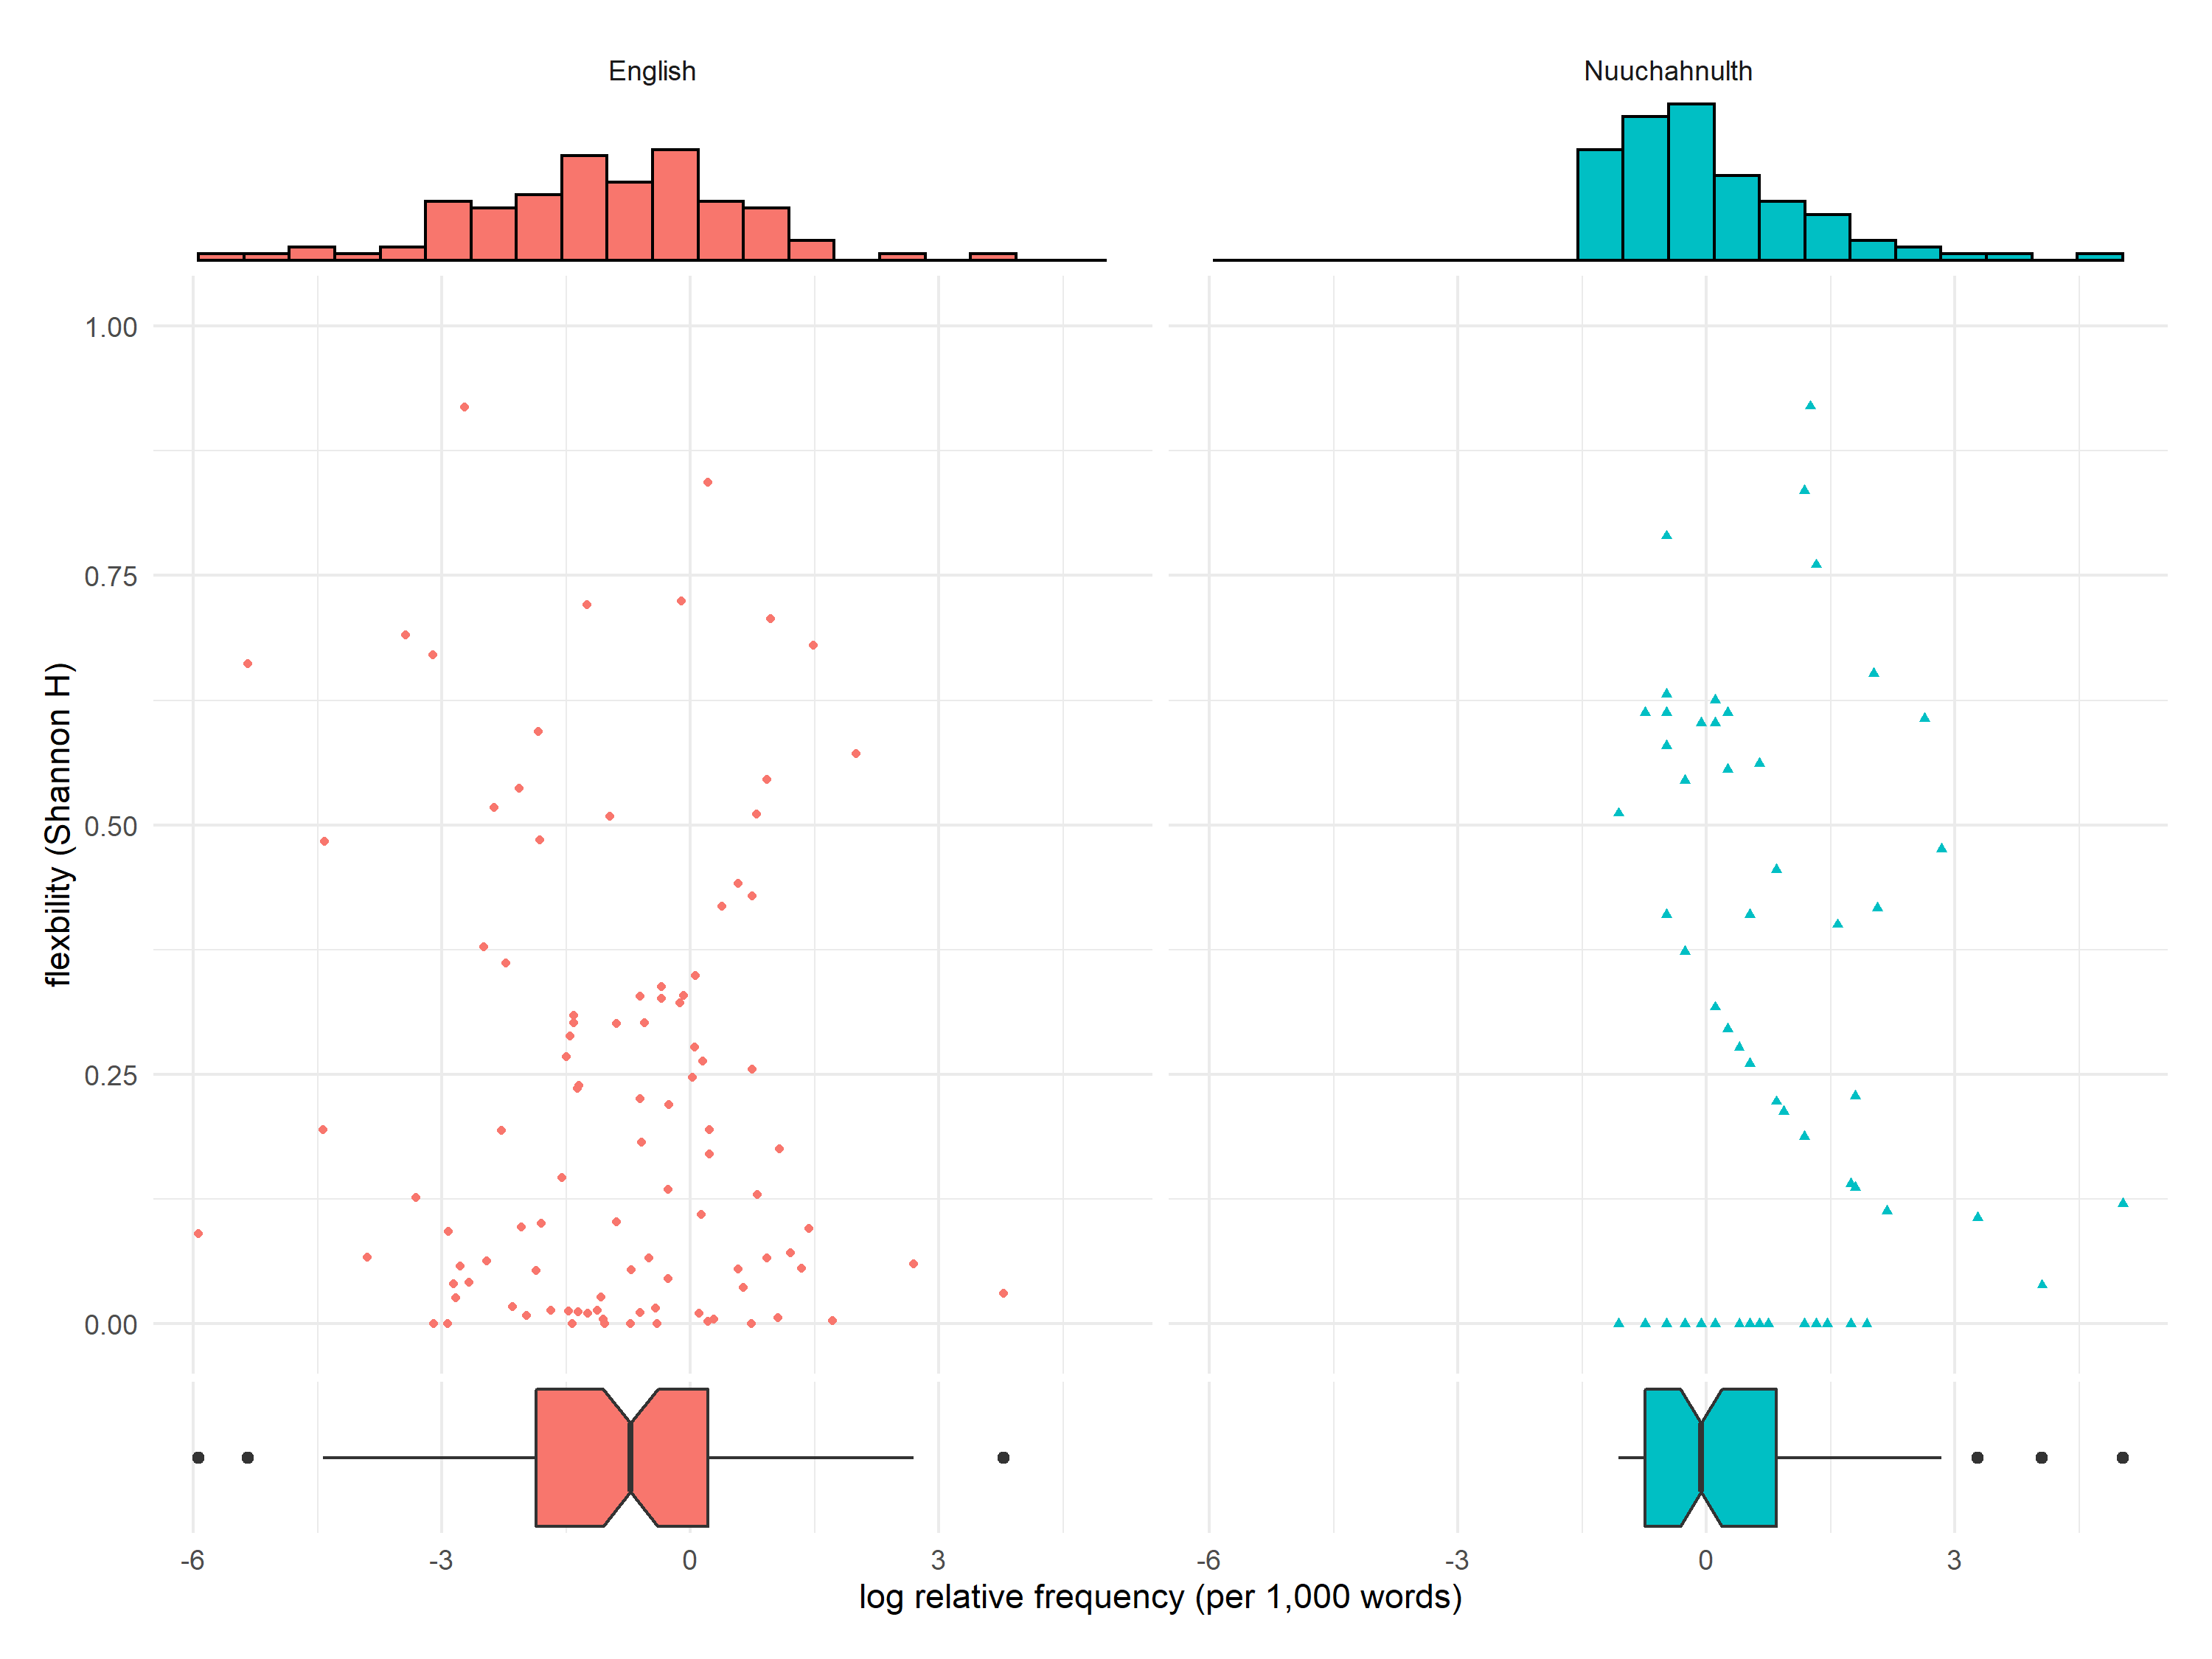 English
Nuuchahnulth
1.00
0.75
0.50
0.25
0.00
flexbility (Shannon H)
-6 -3 0 3 -6 -3 0 3
log relative frequency (per 1,000 words)